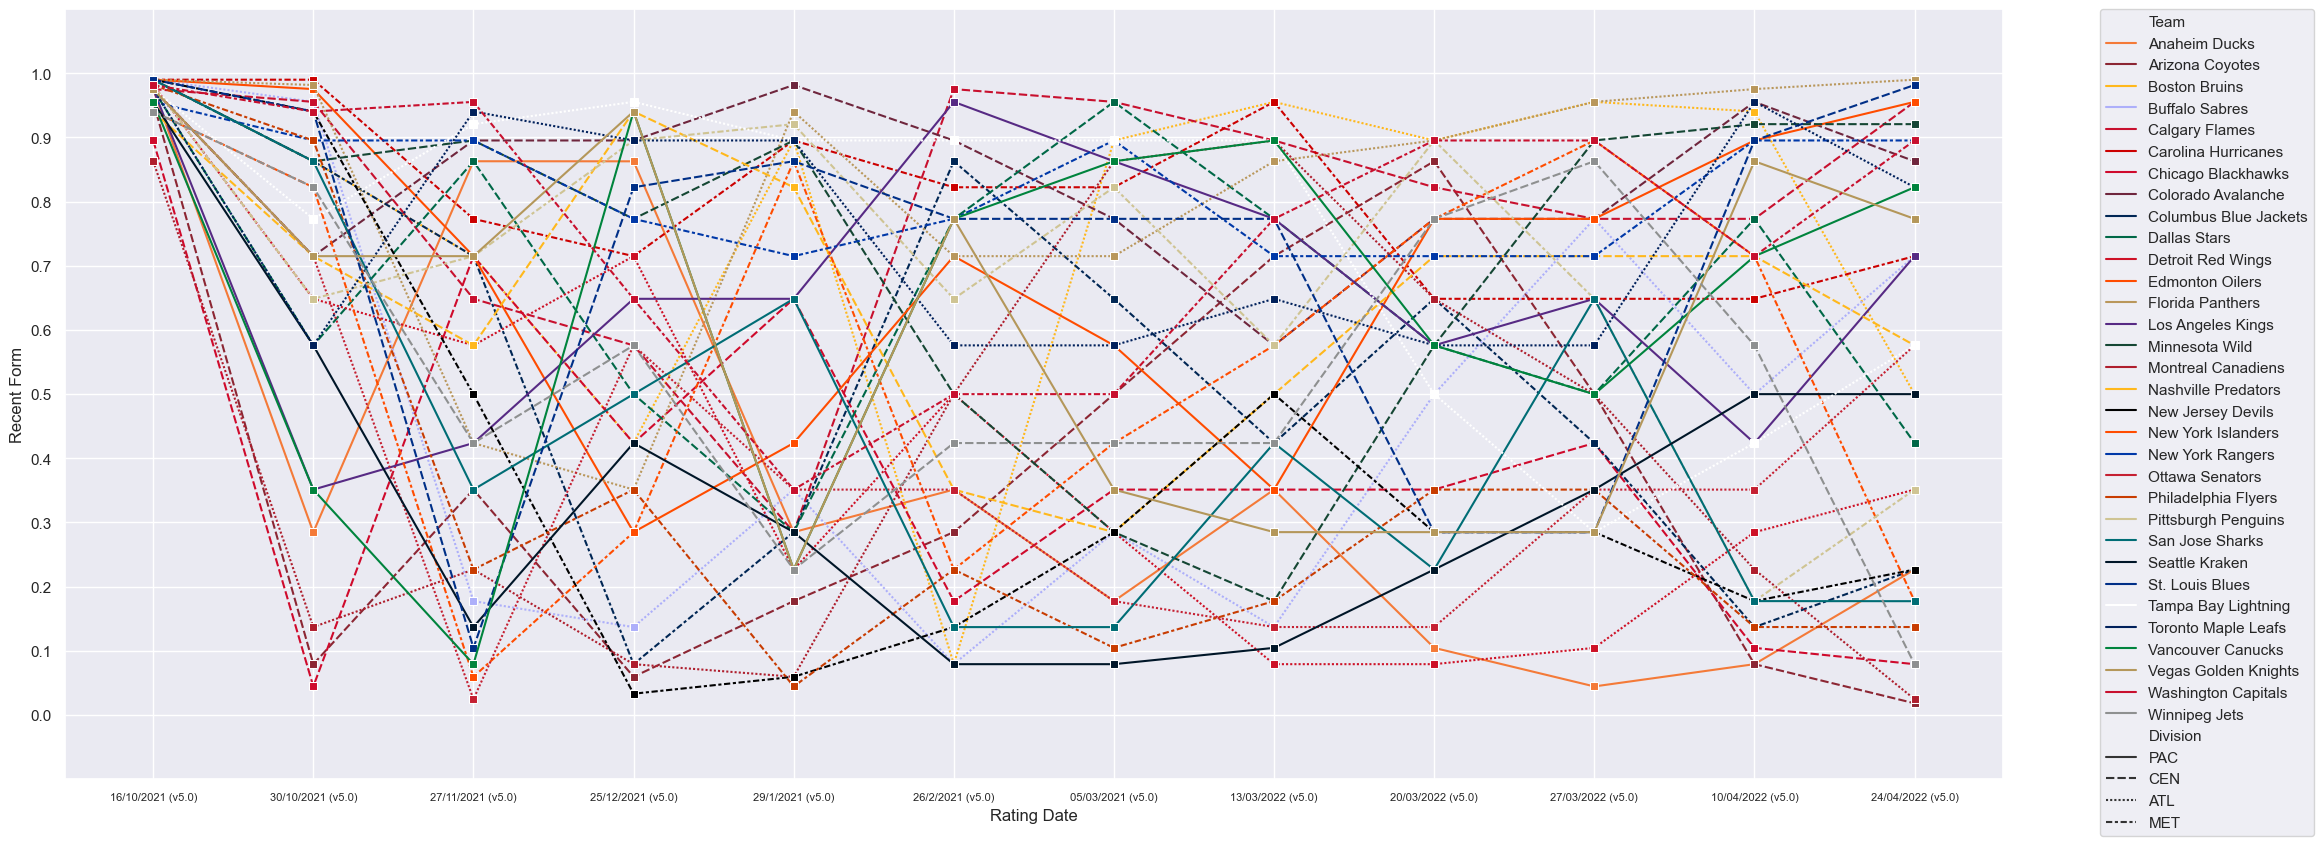 Recent Form
1.0
0.9
0.8
0.7
0.6
0.5
0.4
0.3
0.2
0.1
0.0
16/10/2021 (v5.0)
30/10/2021 (v5.0)
27/11/2021 (v5.0)
25/12/2021 (v5.0)
29/1/2021 (v5.0)
26/2/2021 (v5.0)
05/03/2021 (v5.0)
13/03/2022 (v5.0)
20/03/2022 (v5.0)
27/03/2022 (v5.0)
10/04/2022 (v5.0)
24/04/2022 (v5.0)
Rating Date
Team
Anaheim Ducks
Arizona Coyotes
Boston Bruins
Buffalo Sabres
Calgary Flames
Carolina Hurricanes
Chicago Blackhawks
Colorado Avalanche
Columbus Blue Jackets
Dallas Stars
Detroit Red Wings
Edmonton Oilers
Florida Panthers
Los Angeles Kings
Minnesota Wild
Montreal Canadiens
Nashville Predators
New Jersey Devils
New York Islanders
New York Rangers
Ottawa Senators
Philadelphia Flyers
Pittsburgh Penguins
San Jose Sharks
Seattle Kraken
St. Louis Blues
Tampa Bay Lightning
Toronto Maple Leafs
Vancouver Canucks
Vegas Golden Knights
Washington Capitals
Winnipeg Jets
Division
PAC
CEN
ATL
MET